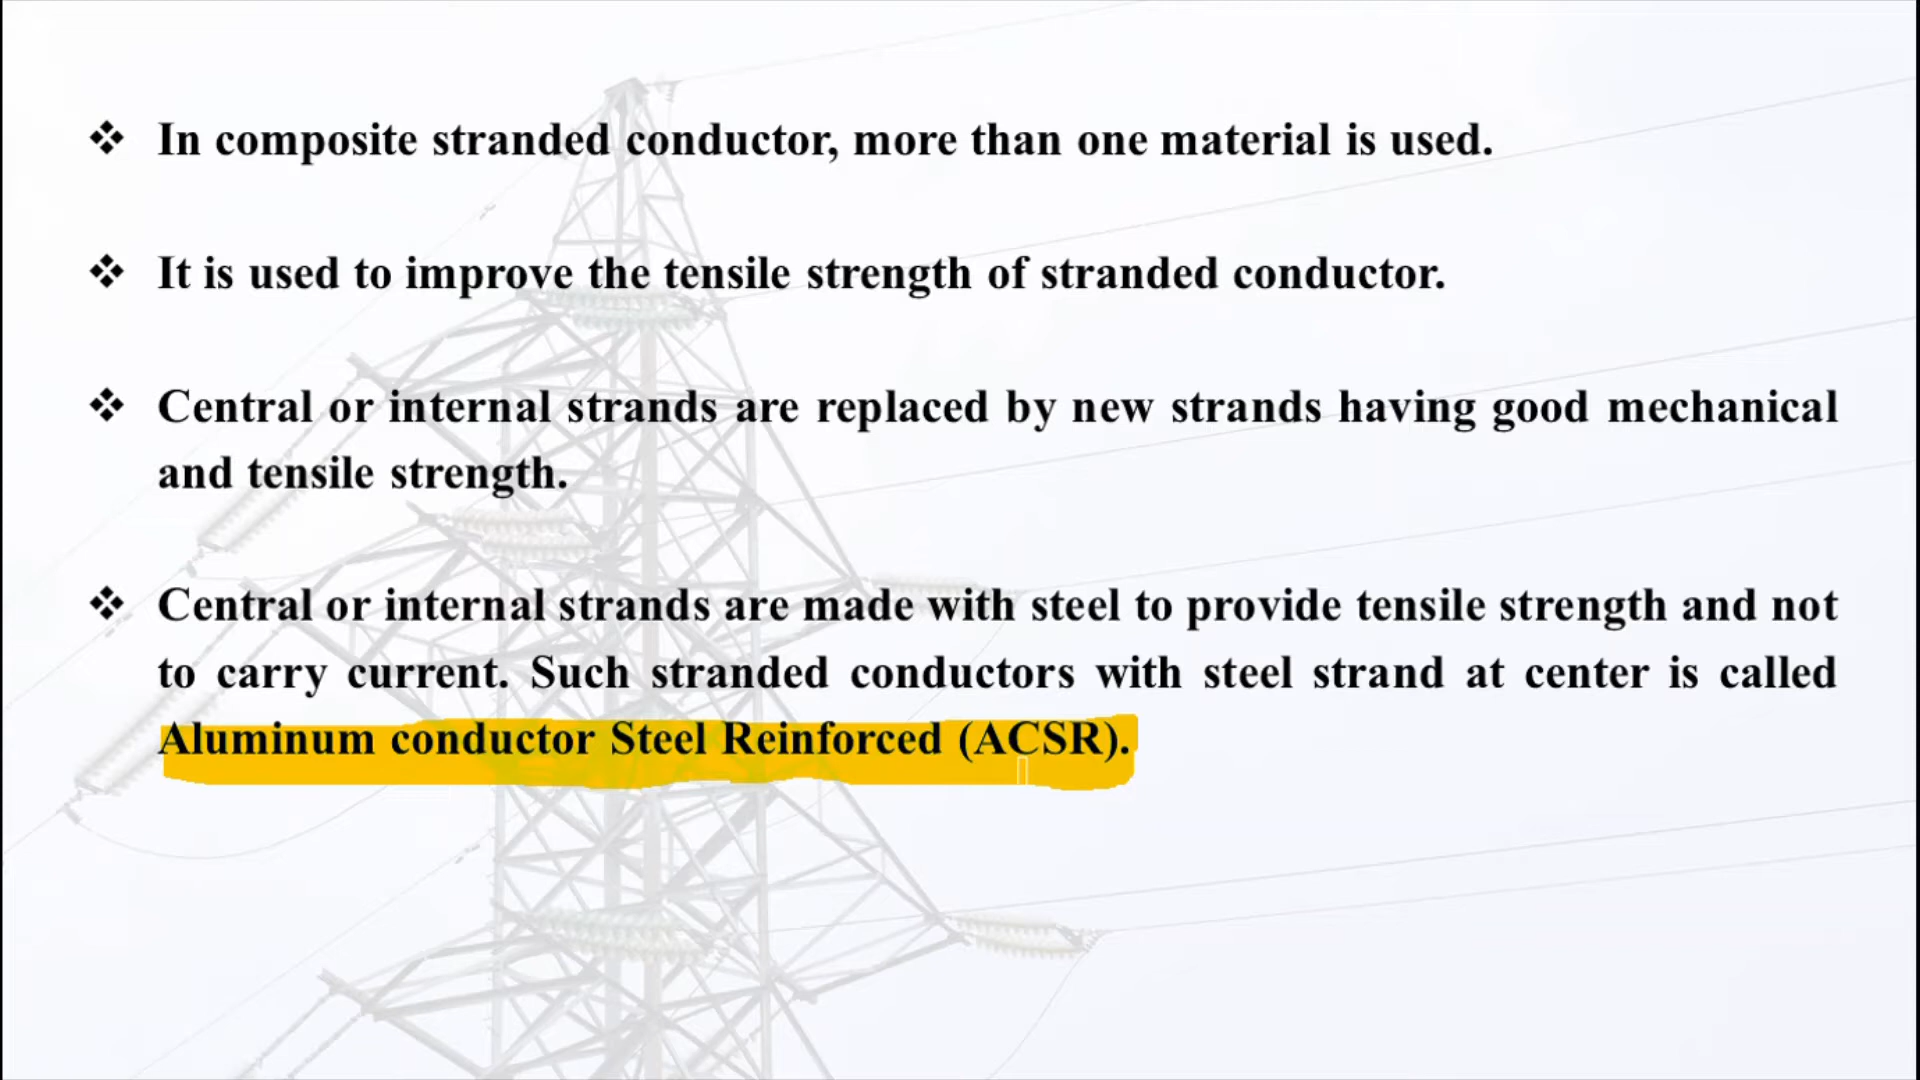 ❖ In composite stranded conductor, more than one material is used.
❖ It is used to improve the tensile strength of stranded conductor.
❖ Central or internal strands are replaced by new strands having good mechanical
and tensile strength.
❖ Central or internal strands are made with steel to provide tensile strength and not
to carry current. Such stranded conductors with steel strand at center is called
Aluminum conductor Steel Reinforced (ACSR).